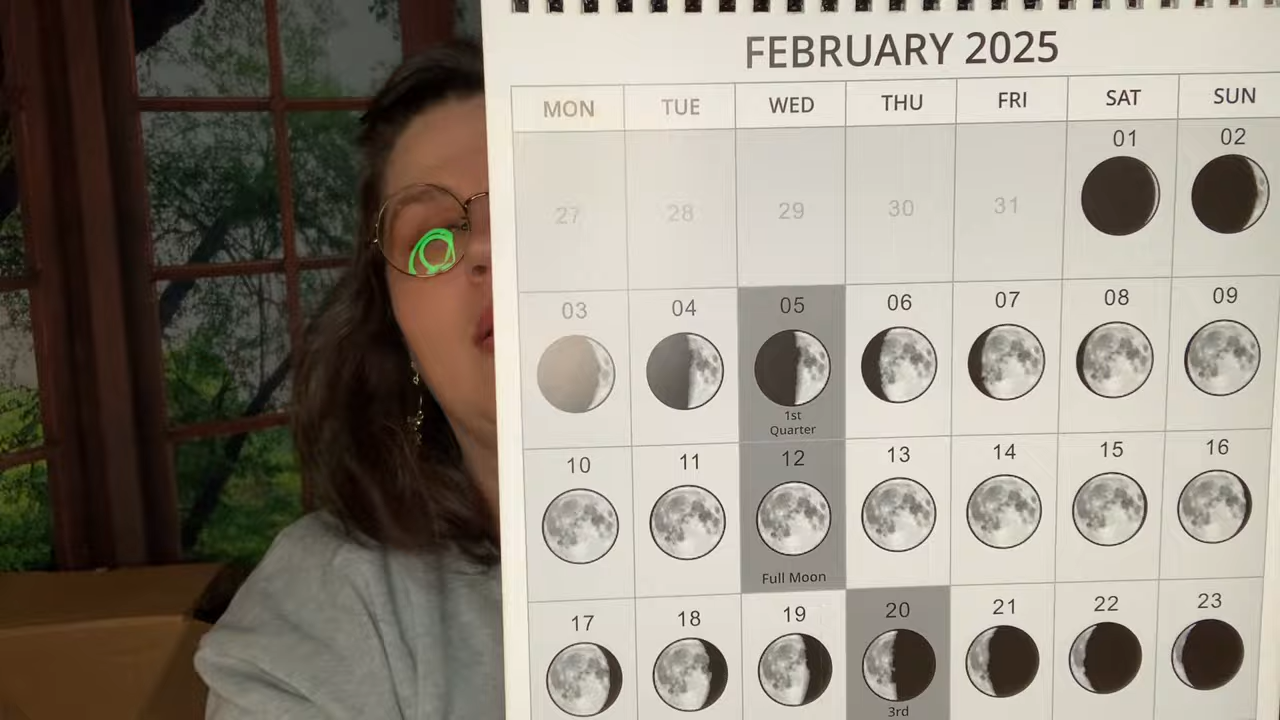 FEBRUARY 2025
MON TUE WED THU FRI SAT SUN
27 28 29 30 31 01 02
03 04 05 06 07 08 09
1st
Quarter
10 11 12 13 14 15 16
Full Moon
17 18 19 20 21 22 23
3rd